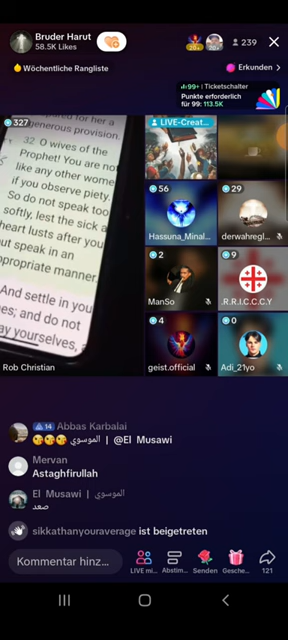 Bruder Harut
58.5K Likes
239
Wöchentliche Rangliste
Erkunden >
99+ | Ticketschalter
Punkte erforderlich
für 99: 113.5K
327
generous provision.
32. O wives of the
Prophet! You are not
like any other women
if you observe piety.
So do not speak too
softly, lest the sick
heart lusts after you
but speak in an
appropriate manner.
And settle in you
and do not
yourselves,
Rob Christian
LIVE-Creat...
56
Hassuna_Minal...
29
derwahregl...
2
ManSo
9
.R.R.I.C.C.C.Y
4
geist.official
0
Adi_21yo
14 Abbas Karbalai
😘😘😘 الموسوي | @El Musawi
Mervan
Astaghfirullah
El Musawi | الموسوي
صعد
sikkathanyouraverage ist beigetreten
Kommentar hinz...
LIVE mi...
Abstim...
Senden
Gesche...
121